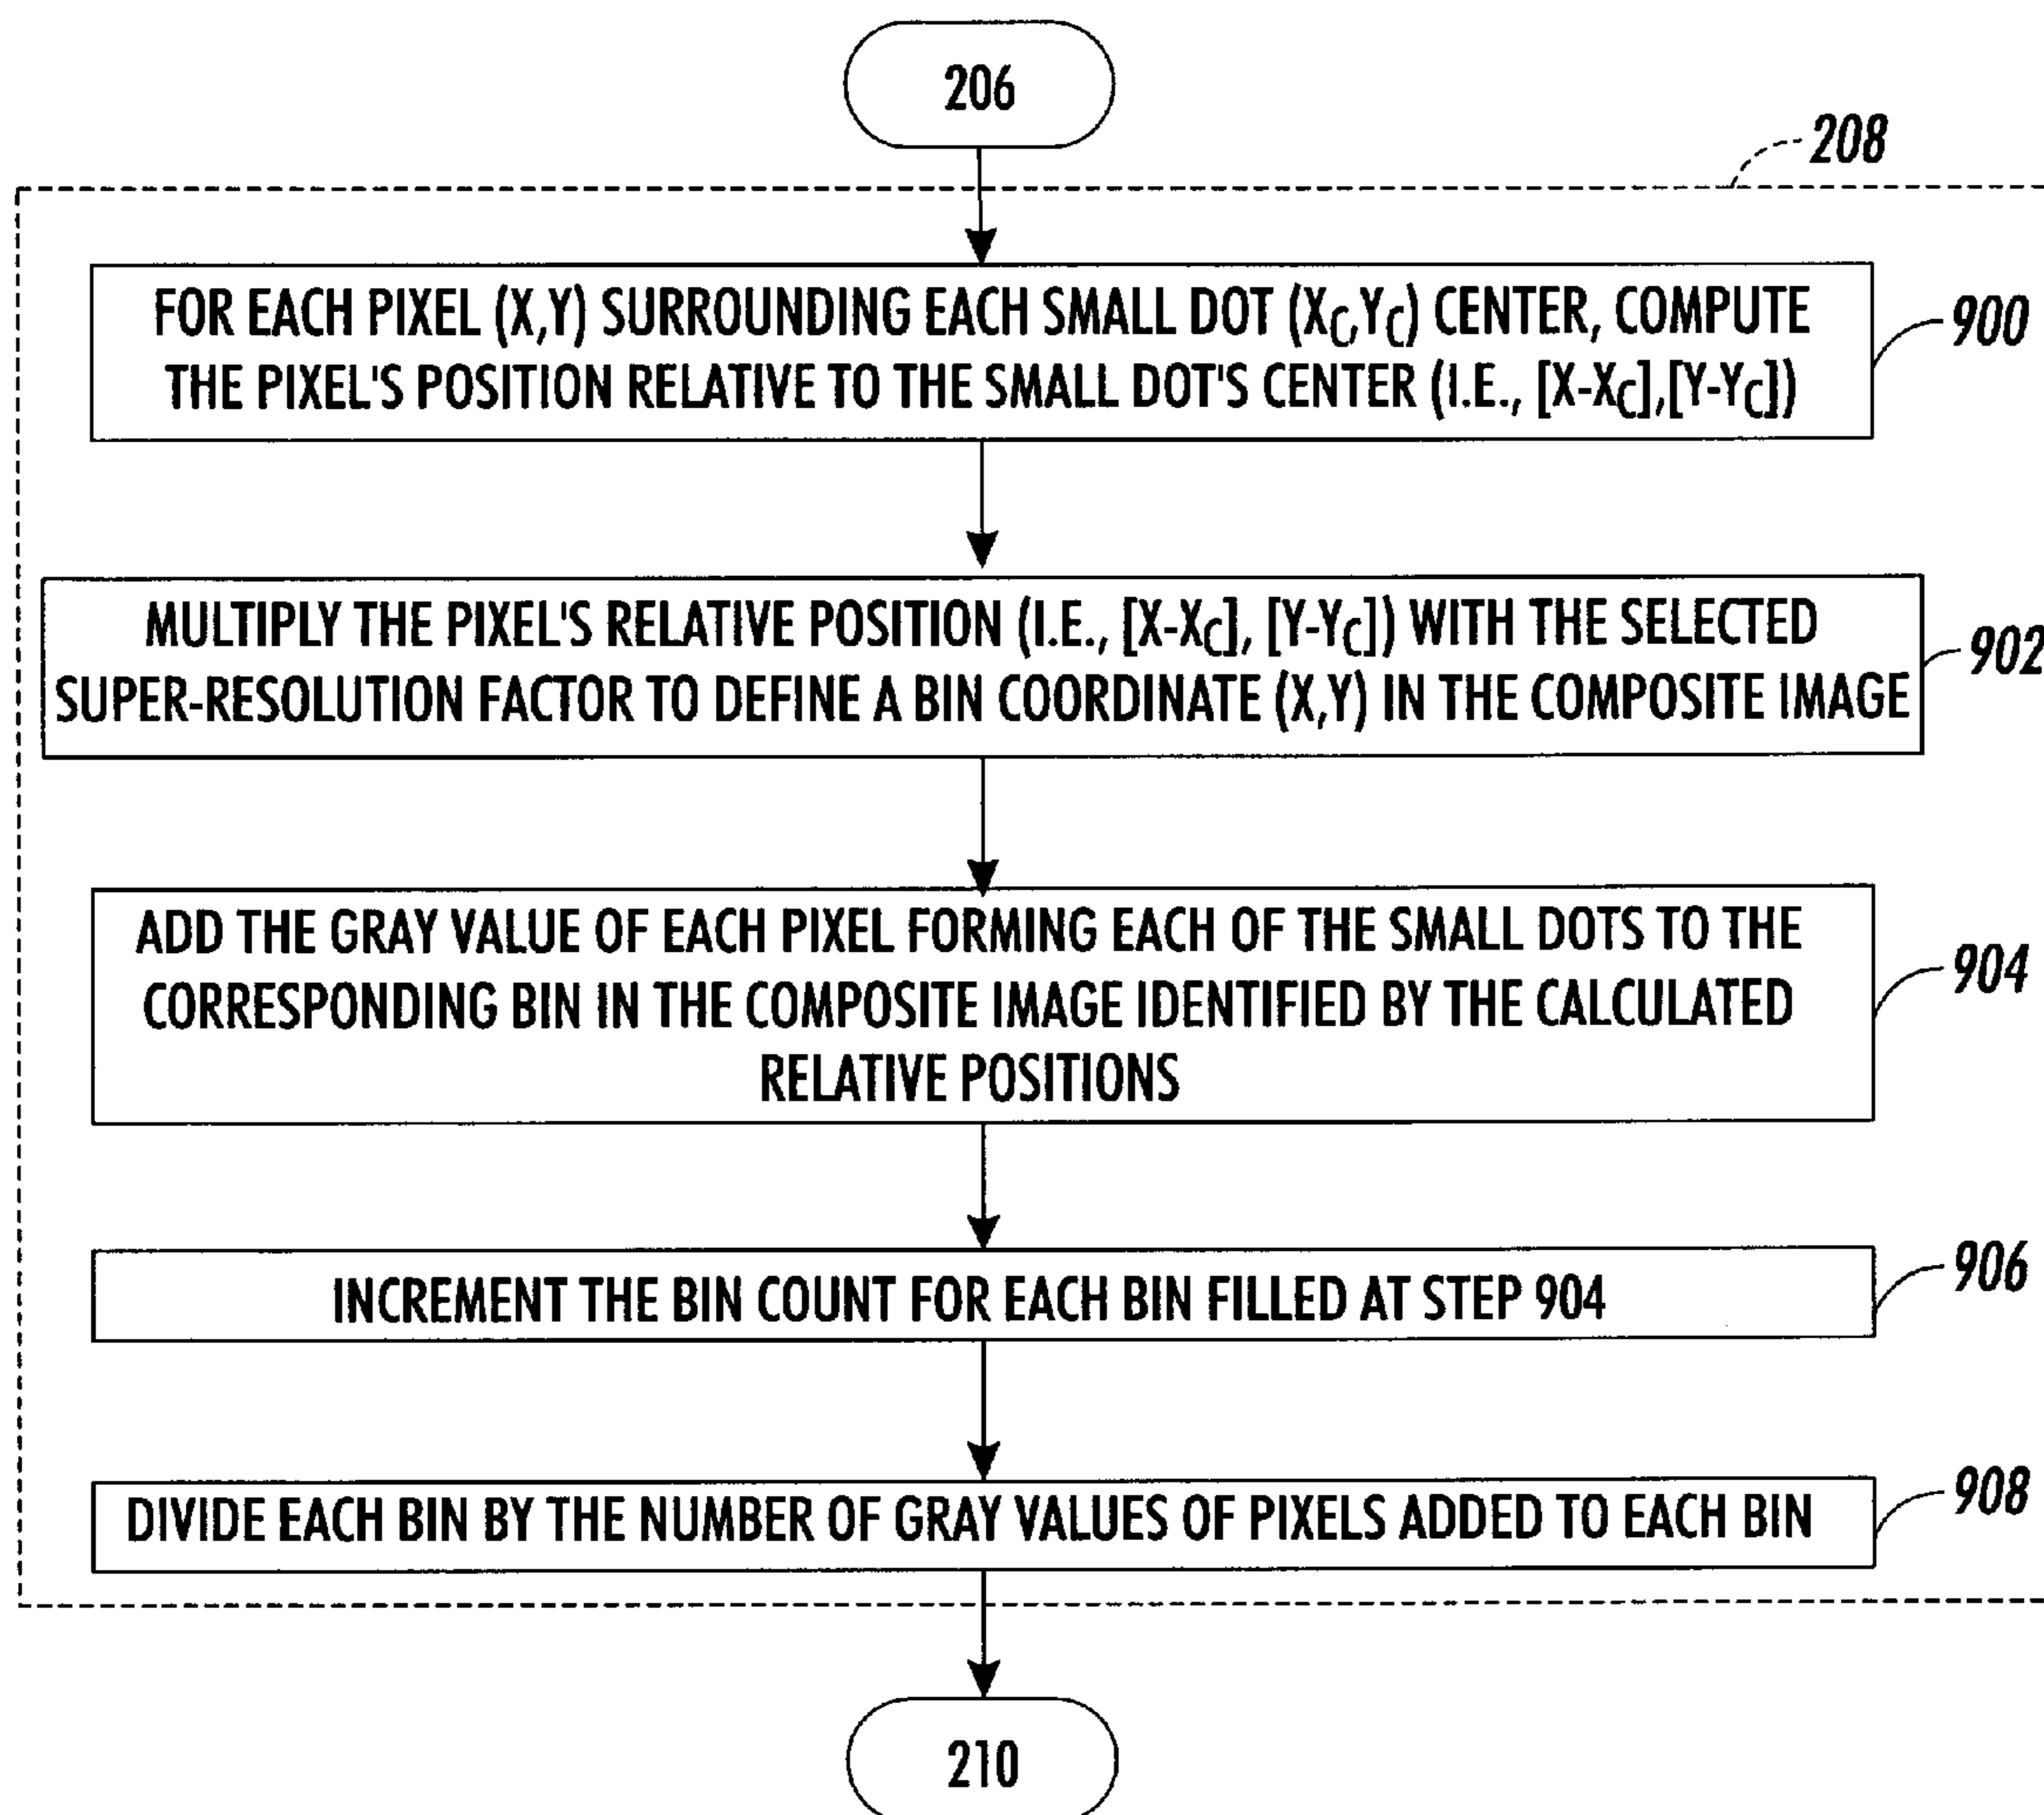 206
208
FOR EACH PIXEL (X,Y) SURROUNDING EACH SMALL DOT (XC,YC) CENTER, COMPUTE
THE PIXEL'S POSITION RELATIVE TO THE SMALL DOT'S CENTER (I.E., [X-XC],[Y-YC])
900
MULTIPLY THE PIXEL'S RELATIVE POSITION (I.E., [X-XC], [Y-YC]) WITH THE SELECTED
SUPER-RESOLUTION FACTOR TO DEFINE A BIN COORDINATE (X,Y) IN THE COMPOSITE IMAGE
902
ADD THE GRAY VALUE OF EACH PIXEL FORMING EACH OF THE SMALL DOTS TO THE
CORRESPONDING BIN IN THE COMPOSITE IMAGE IDENTIFIED BY THE CALCULATED
RELATIVE POSITIONS
904
INCREMENT THE BIN COUNT FOR EACH BIN FILLED AT STEP 904
906
DIVIDE EACH BIN BY THE NUMBER OF GRAY VALUES OF PIXELS ADDED TO EACH BIN
908
210